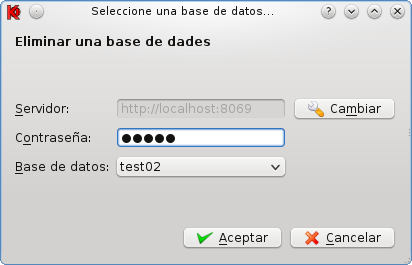 Seleccione una base de datos...
Eliminar una base de dades
Servidor: http://localhost:8069 Cambiar
Contraseña: ●●●●●
Base de datos: test02
Aceptar Cancelar